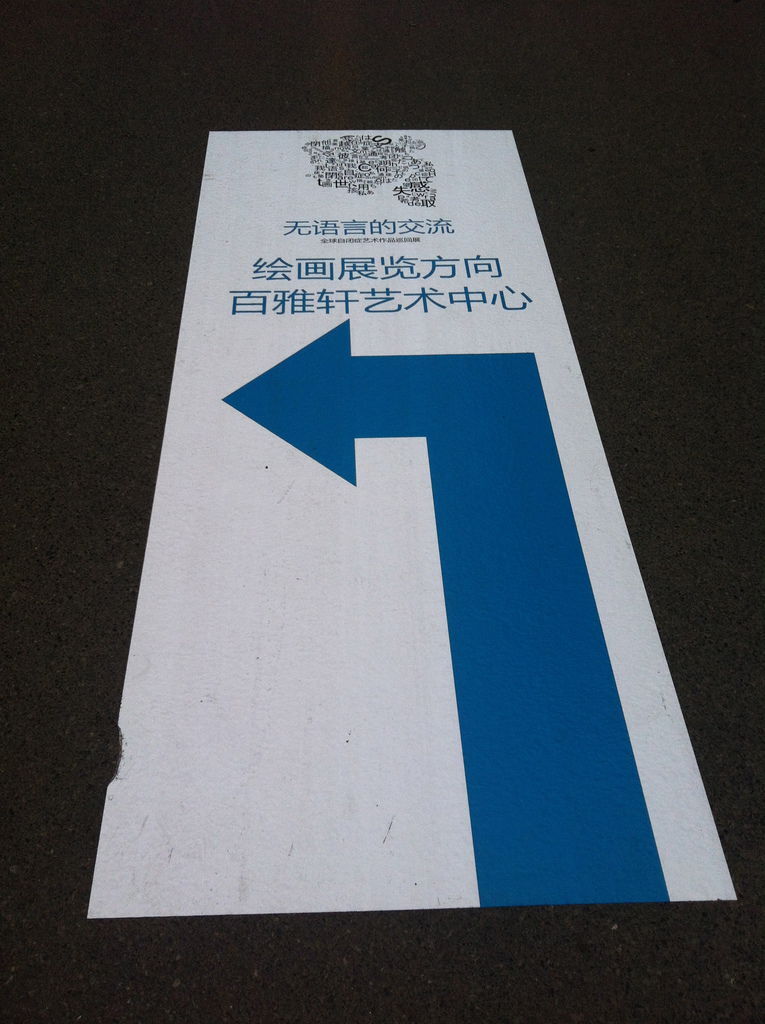 无语言的交流
全球自闭症艺术作品巡回展
绘画展览方向
百雅轩艺术中心